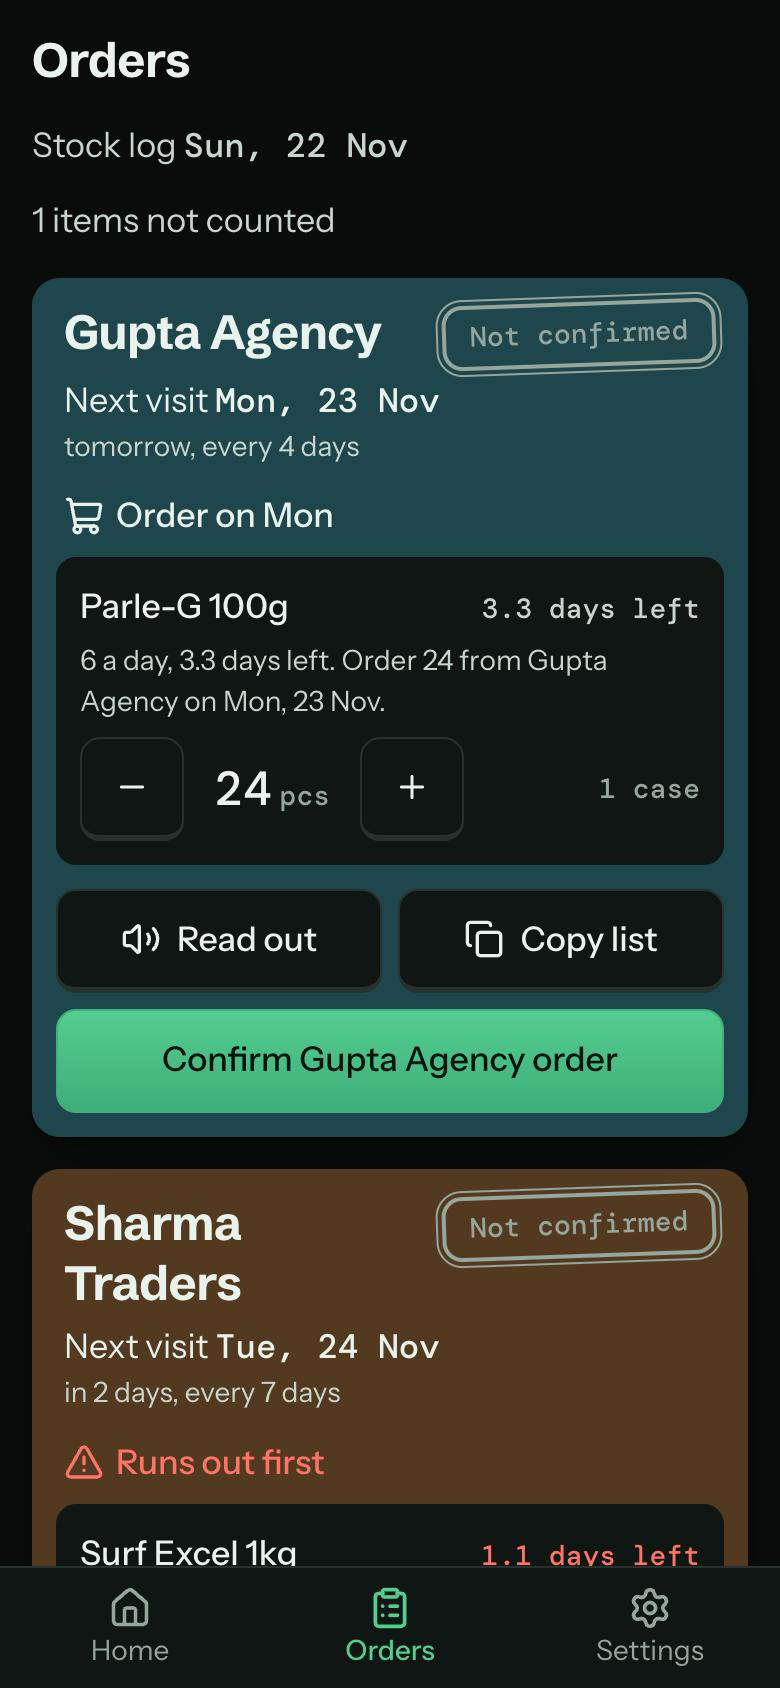 Orders
Stock log Sun, 22 Nov
1 items not counted
Gupta Agency
Not confirmed
Next visit Mon, 23 Nov
tomorrow, every 4 days
Order on Mon
Parle-G 100g
3.3 days left
6 a day, 3.3 days left. Order 24 from Gupta
Agency on Mon, 23 Nov.
24 pcs
1 case
Read out
Copy list
Confirm Gupta Agency order
Sharma
Traders
Not confirmed
Next visit Tue, 24 Nov
in 2 days, every 7 days
Runs out first
Surf Excel 1kg
1.1 days left
Home
Orders
Settings